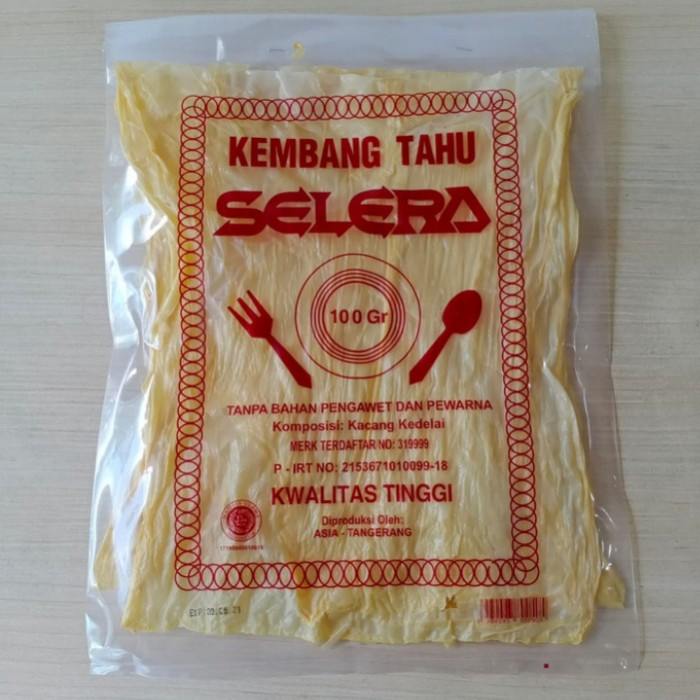 KEMBANG TAHU
SELERA
100 Gr
TANPA BAHAN PENGAWET DAN PEWARNA
Komposisi: Kacang Kedelai
MERK TERDAFTAR NO: 319999
P - IRT NO: 2153671010099-18
KWALITAS TINGGI
Diproduksi Oleh:
ASIA - TANGERANG